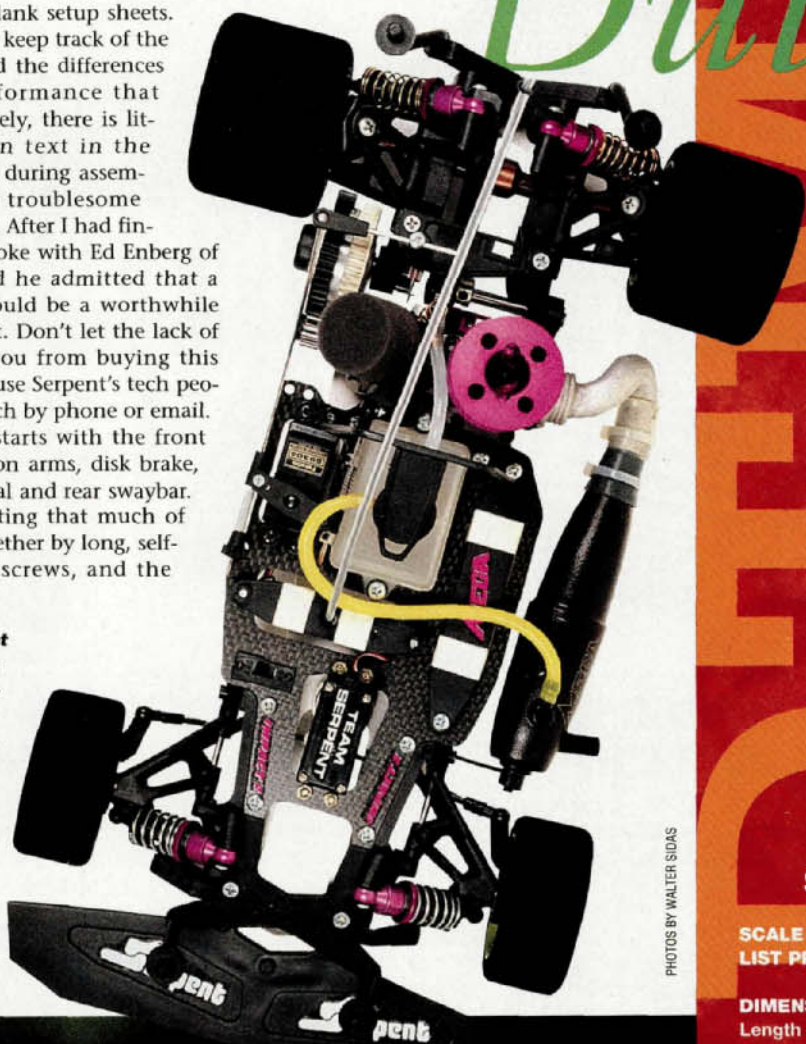 lank setup sheets.
keep track of the
d the differences
formance that
ely, there is lit-
n text in the
during assem-
troublesome
After I had fin-
oke with Ed Enberg of
d he admitted that a
ould be a worthwhile
. Don't let the lack of
ou from buying this
use Serpent's tech peo-
ch by phone or email.
starts with the front
on arms, disk brake,
al and rear swaybar.
ting that much of
ether by long, self-
screws, and the
TEAM
SERPENT
IMPACT
pent
pent
PHOTOS BY WALTER SIDAS
SCALE
LIST PR
DIMENS
Length